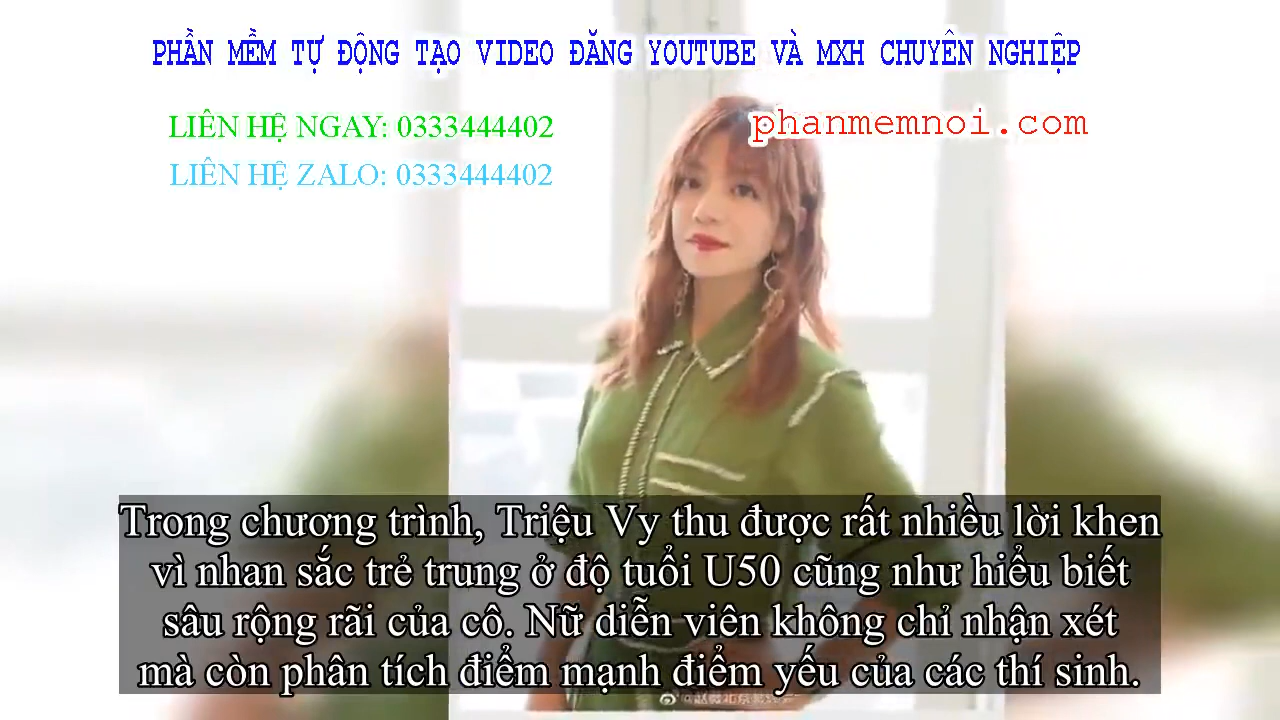 PHẦN MỀM TỰ ĐỘNG TẠO VIDEO ĐĂNG YOUTUBE VÀ MXH CHUYÊN NGHIỆP
LIÊN HỆ NGAY: 0333444402
phanmemnoi.com
LIÊN HỆ ZALO: 0333444402
Trong chương trình, Triệu Vy thu được rất nhiều lời khen
vì nhan sắc trẻ trung ở độ tuổi U50 cũng như hiểu biết
sâu rộng rãi của cô. Nữ diễn viên không chỉ nhận xét
mà còn phân tích điểm mạnh điểm yếu của các thí sinh.